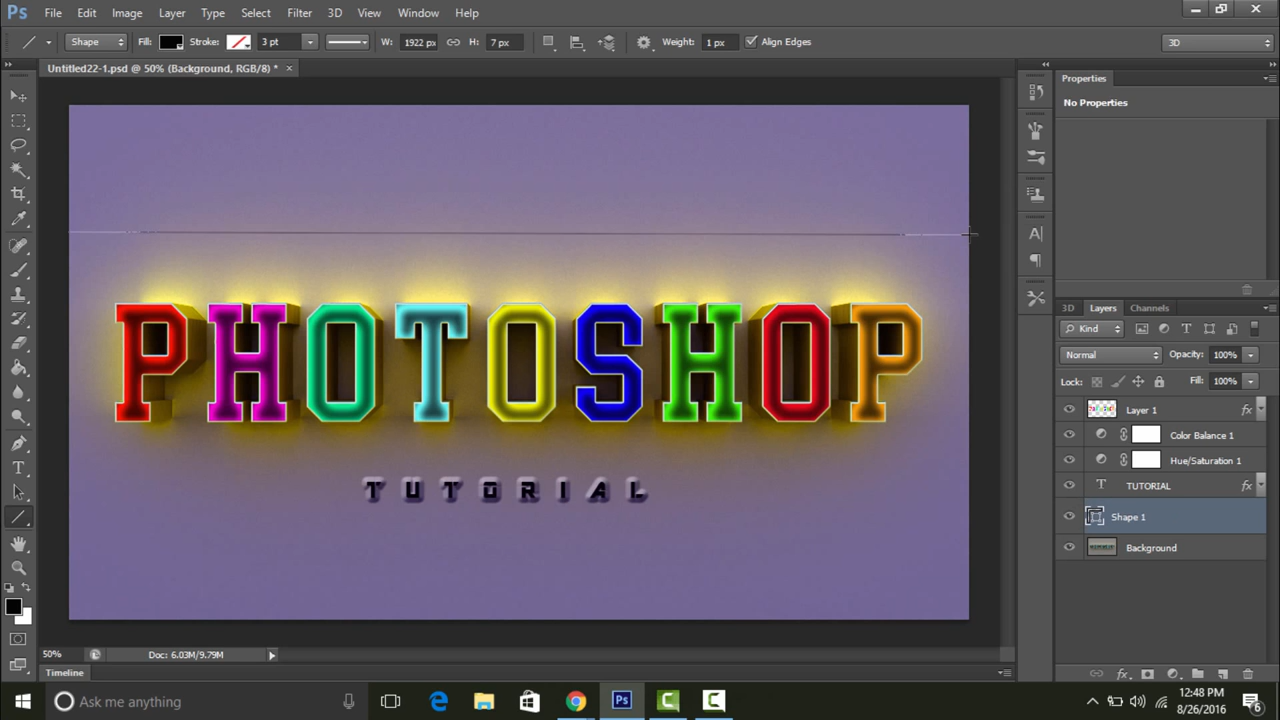 Ps File Edit Image Layer Type Select Filter 3D View Window Help
Shape Fill: Stroke: 3 pt W: 1922 px H: 7 px Weight: 1 px Align Edges 3D
Untitled22-1.psd @ 50% (Background, RGB/8) *
Properties
No Properties
PHOTOSHOP
TUTORIAL
3D Layers Channels
Kind
Normal Opacity: 100%
Lock: Fill: 100%
Layer 1 fx
Color Balance 1
Hue/Saturation 1
T TUTORIAL fx
Shape 1
Background
50% Doc: 6.03M/9.79M
Timeline
Ask me anything
Ps
12:48 PM
8/26/2016
6